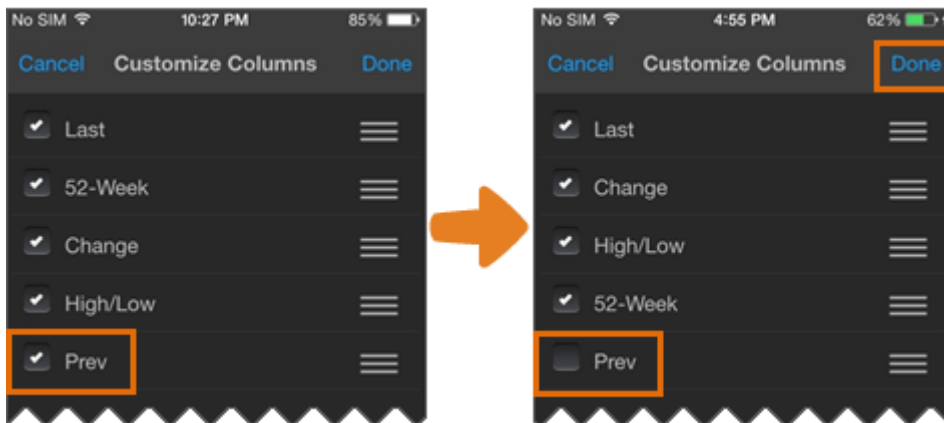 No SIM 10:27 PM 85%
Cancel Customize Columns Done
Last
52-Week
Change
High/Low
Prev
No SIM 4:55 PM 62%
Cancel Customize Columns Done
Last
Change
High/Low
52-Week
Prev